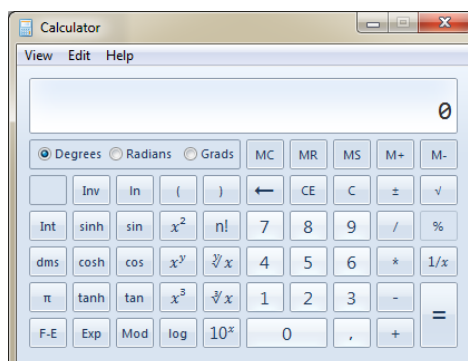 Calculator
View Edit Help
0
Degrees Radians Grads MC MR MS M+ M-
Inv ln ( ) ← CE C ± √
Int sinh sin x² n! 7 8 9 / %
dms cosh cos xʸ ʸ√x 4 5 6 * 1/x
π tanh tan x³ ³√x 1 2 3 - =
F-E Exp Mod log 10ˣ 0 , +